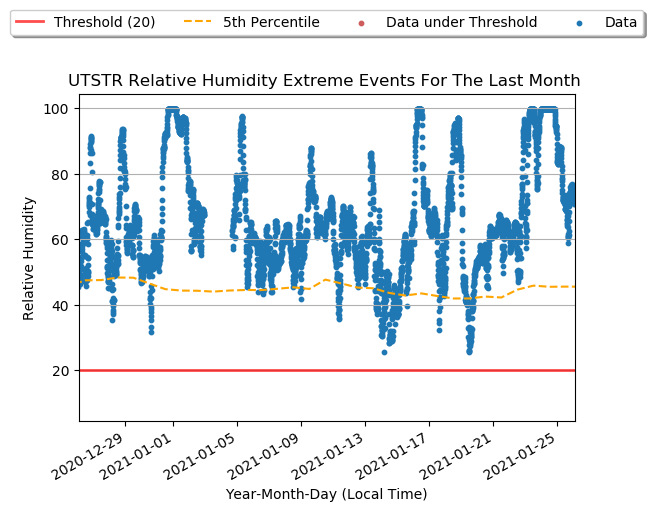 Threshold (20) 5th Percentile Data under Threshold Data
UTSTR Relative Humidity Extreme Events For The Last Month
100
80
60
40
20
Relative Humidity
2020-12-29 2021-01-01 2021-01-05 2021-01-09 2021-01-13 2021-01-17 2021-01-21 2021-01-25
Year-Month-Day (Local Time)